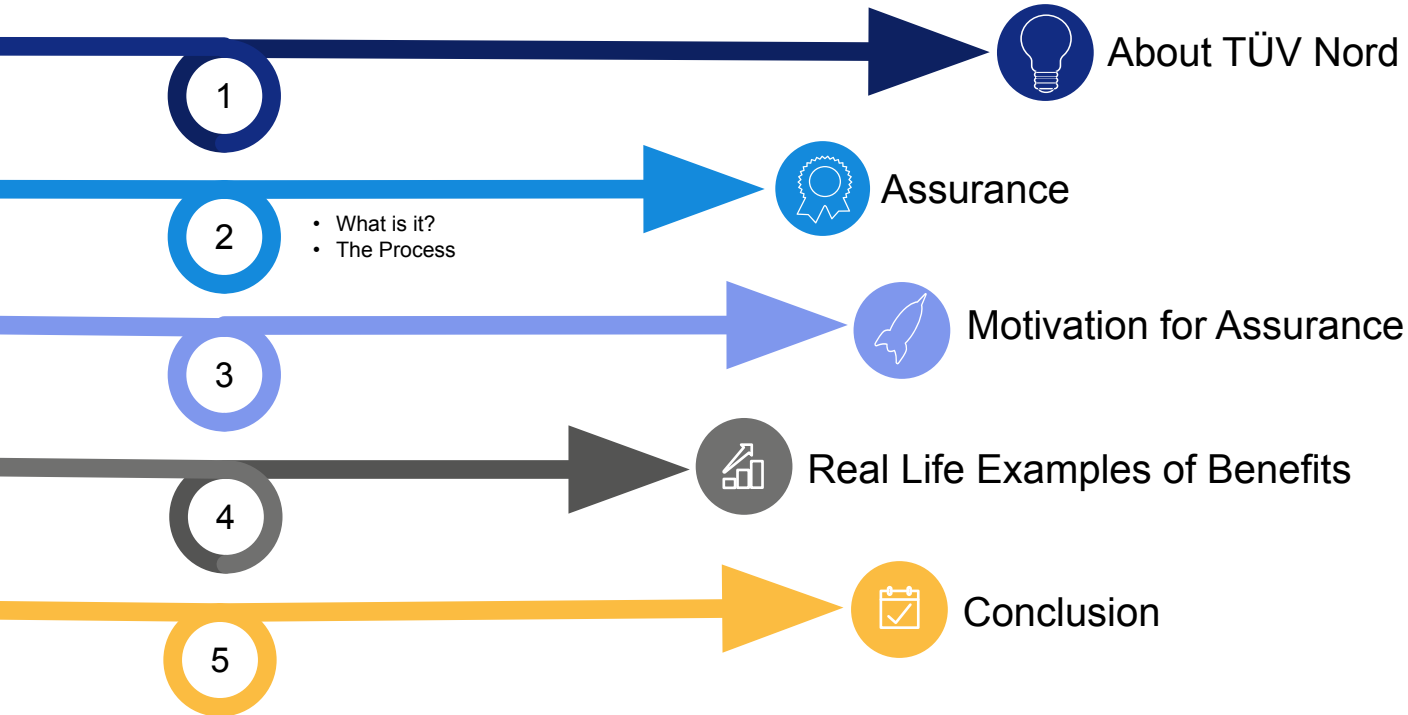 1
About TÜV Nord
2
• What is it?
• The Process
Assurance
3
Motivation for Assurance
4
Real Life Examples of Benefits
5
Conclusion